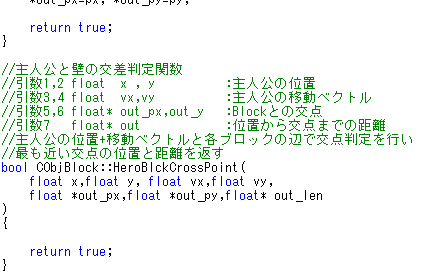 *out_px=px; *out_py=py;
return true;
}
//主人公と壁の交差判定関数
//引数1,2 float x , y :主人公の位置
//引数3,4 float vx,vy :主人公の移動ベクトル
//引数5,6 float* out_px,out_y :Blockとの交点
//引数7 float* out :位置から交点までの距離
//主人公の位置+移動ベクトルと各ブロックの辺で交点判定を行い
//最も近い交点の位置と距離を返す
bool CObjBlock::HeroBlckCrossPoint(
float x,float y, float vx,float vy,
float *out_px,float *out_py,float* out_len
)
{
return true;
}